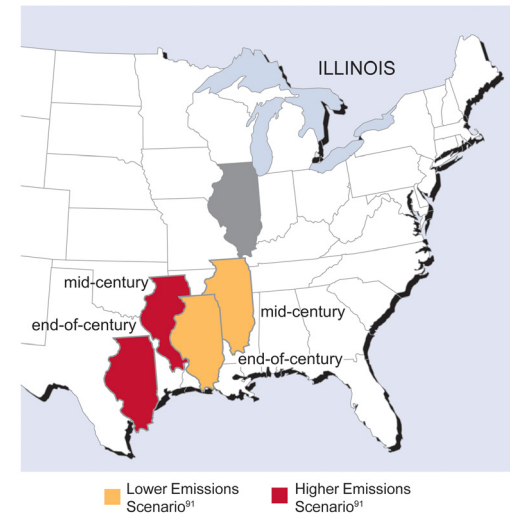 ILLINOIS
mid-century
end-of-century
mid-century
end-of-century
Lower Emissions
Scenario91
Higher Emissions
Scenario91